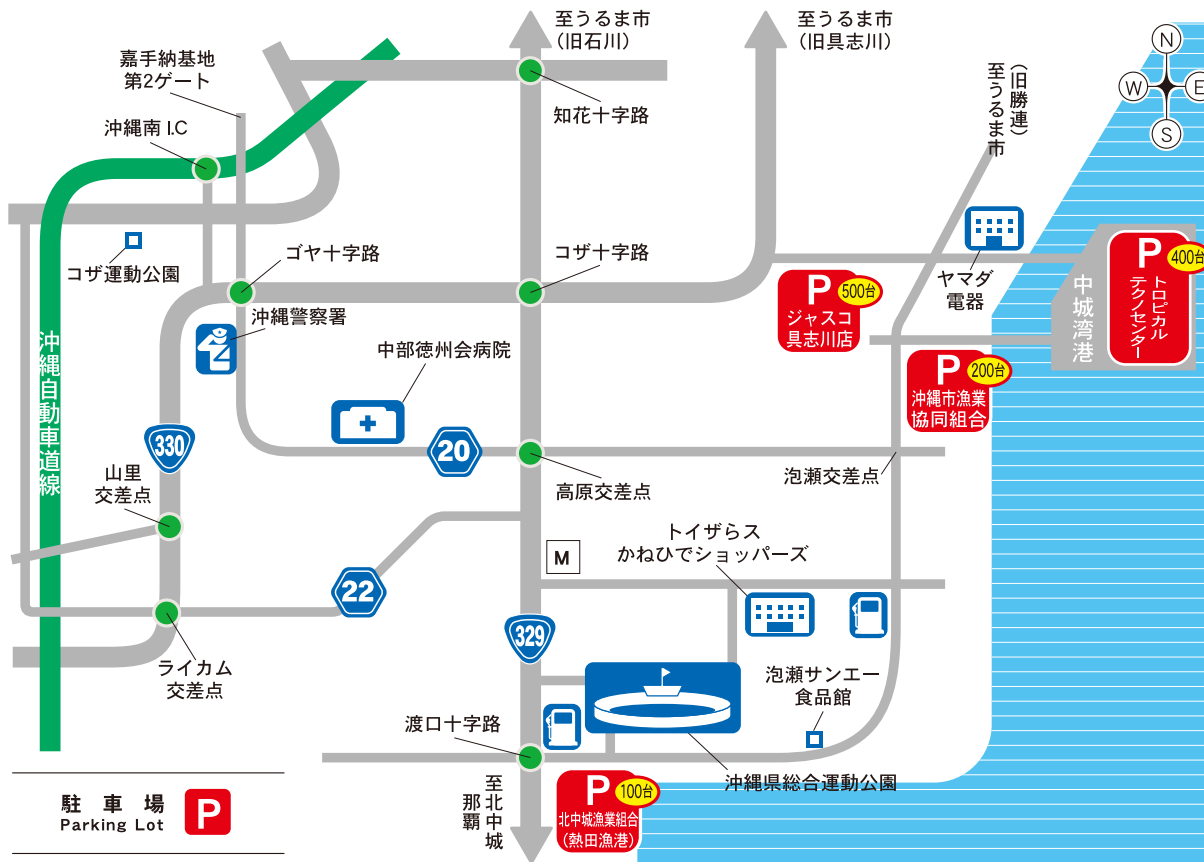 至うるま市
(旧石川)
至うるま市
(旧具志川)
N
W
E
S
嘉手納基地
第2ゲート
沖縄南 I.C
知花十字路
(旧勝連)
至うるま市
コザ運動公園
ゴヤ十字路
コザ十字路
ヤマダ
電器
P
400台
トロピカル
テクノセンター
中城湾港
P
500台
ジャスコ
具志川店
沖縄警察署
中部徳州会病院
P
200台
沖縄市漁業
協同組合
沖縄自動車道線
330
20
山里
交差点
高原交差点
泡瀬交差点
トイザらス
かねひでショッパーズ
M
22
329
ライカム
交差点
泡瀬サンエー
食品館
渡口十字路
沖縄県総合運動公園
至北中城
那覇
P
100台
北中城漁業組合
(熱田漁港)
駐車場
Parking Lot
P